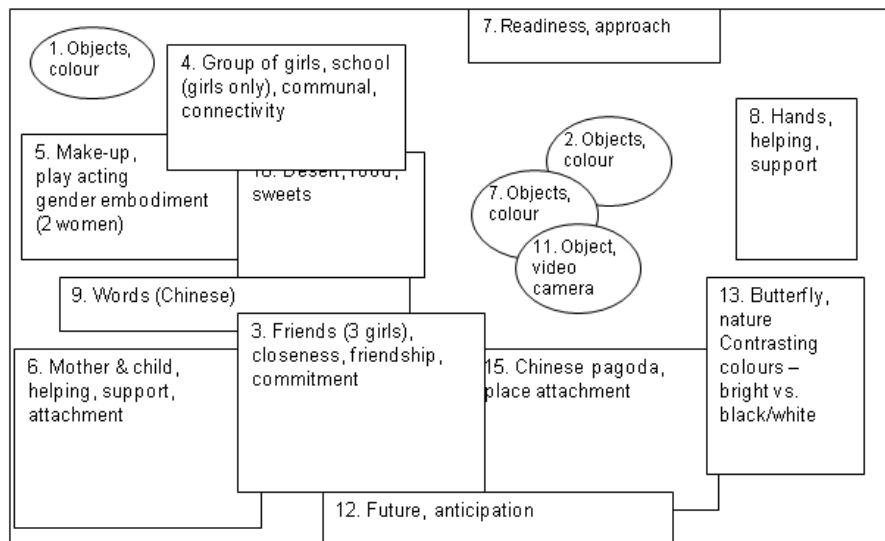 7. Readiness, approach
1. Objects,
colour
4. Group of girls, school
(girls only), communal,
connectivity
8. Hands,
helping,
support
2. Objects,
colour
5. Make-up,
play acting
gender embodiment
(2 women)
Desert, food,
sweets
7. Objects,
colour
11. Object,
video
camera
9. Words (Chinese)
13. Butterfly,
nature
Contrasting
colours –
bright vs.
black/white
3. Friends (3 girls),
closeness, friendship,
commitment
6. Mother & child,
helping, support,
attachment
15. Chinese pagoda,
place attachment
12. Future, anticipation